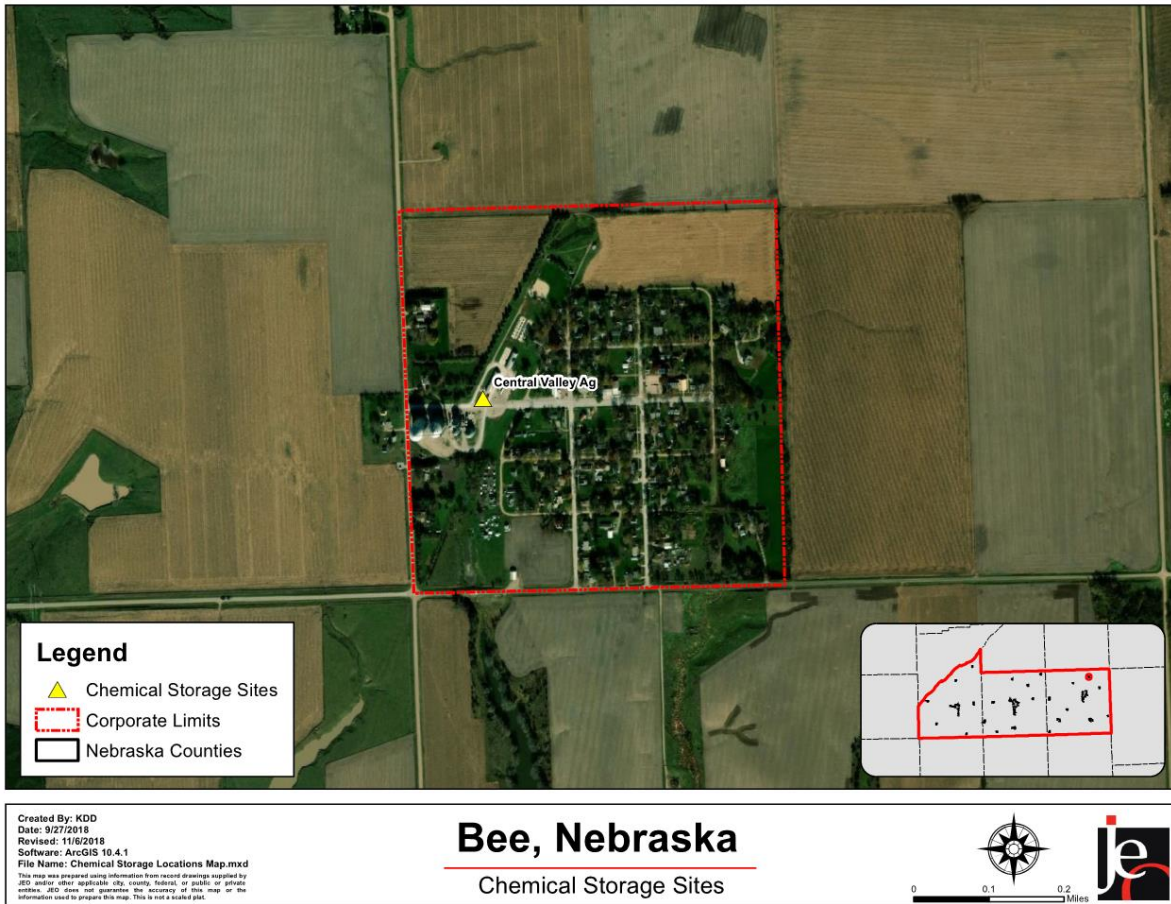 Central Valley Ag
Legend
Chemical Storage Sites
Corporate Limits
Nebraska Counties
Created By: KDD
Date: 9/27/2018
Revised: 11/6/2018
Software: ArcGIS 10.4.1
File Name: Chemical Storage Locations Map.mxd
This map was prepared using information from record drawings supplied by
JEO and/or other applicable city, county, federal, or public or private
entities. JEO does not guarantee the accuracy of this map or the
information used to prepare this map. This is not a scaled plat.
Bee, Nebraska
Chemical Storage Sites
0 0.1 0.2
Miles
jeo